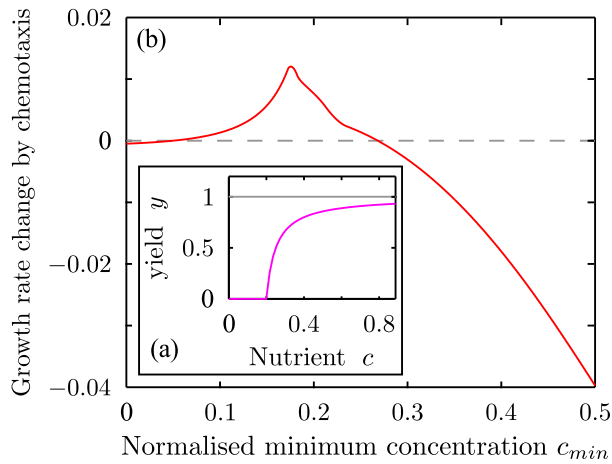 0.02
(b)
0
−0.02
−0.04
Growth rate change by chemotaxis
1
0.5
0
yield y
0
0.4
0.8
(a)
Nutrient c
0
0.1
0.2
0.3
0.4
0.5
Normalised minimum concentration cmin